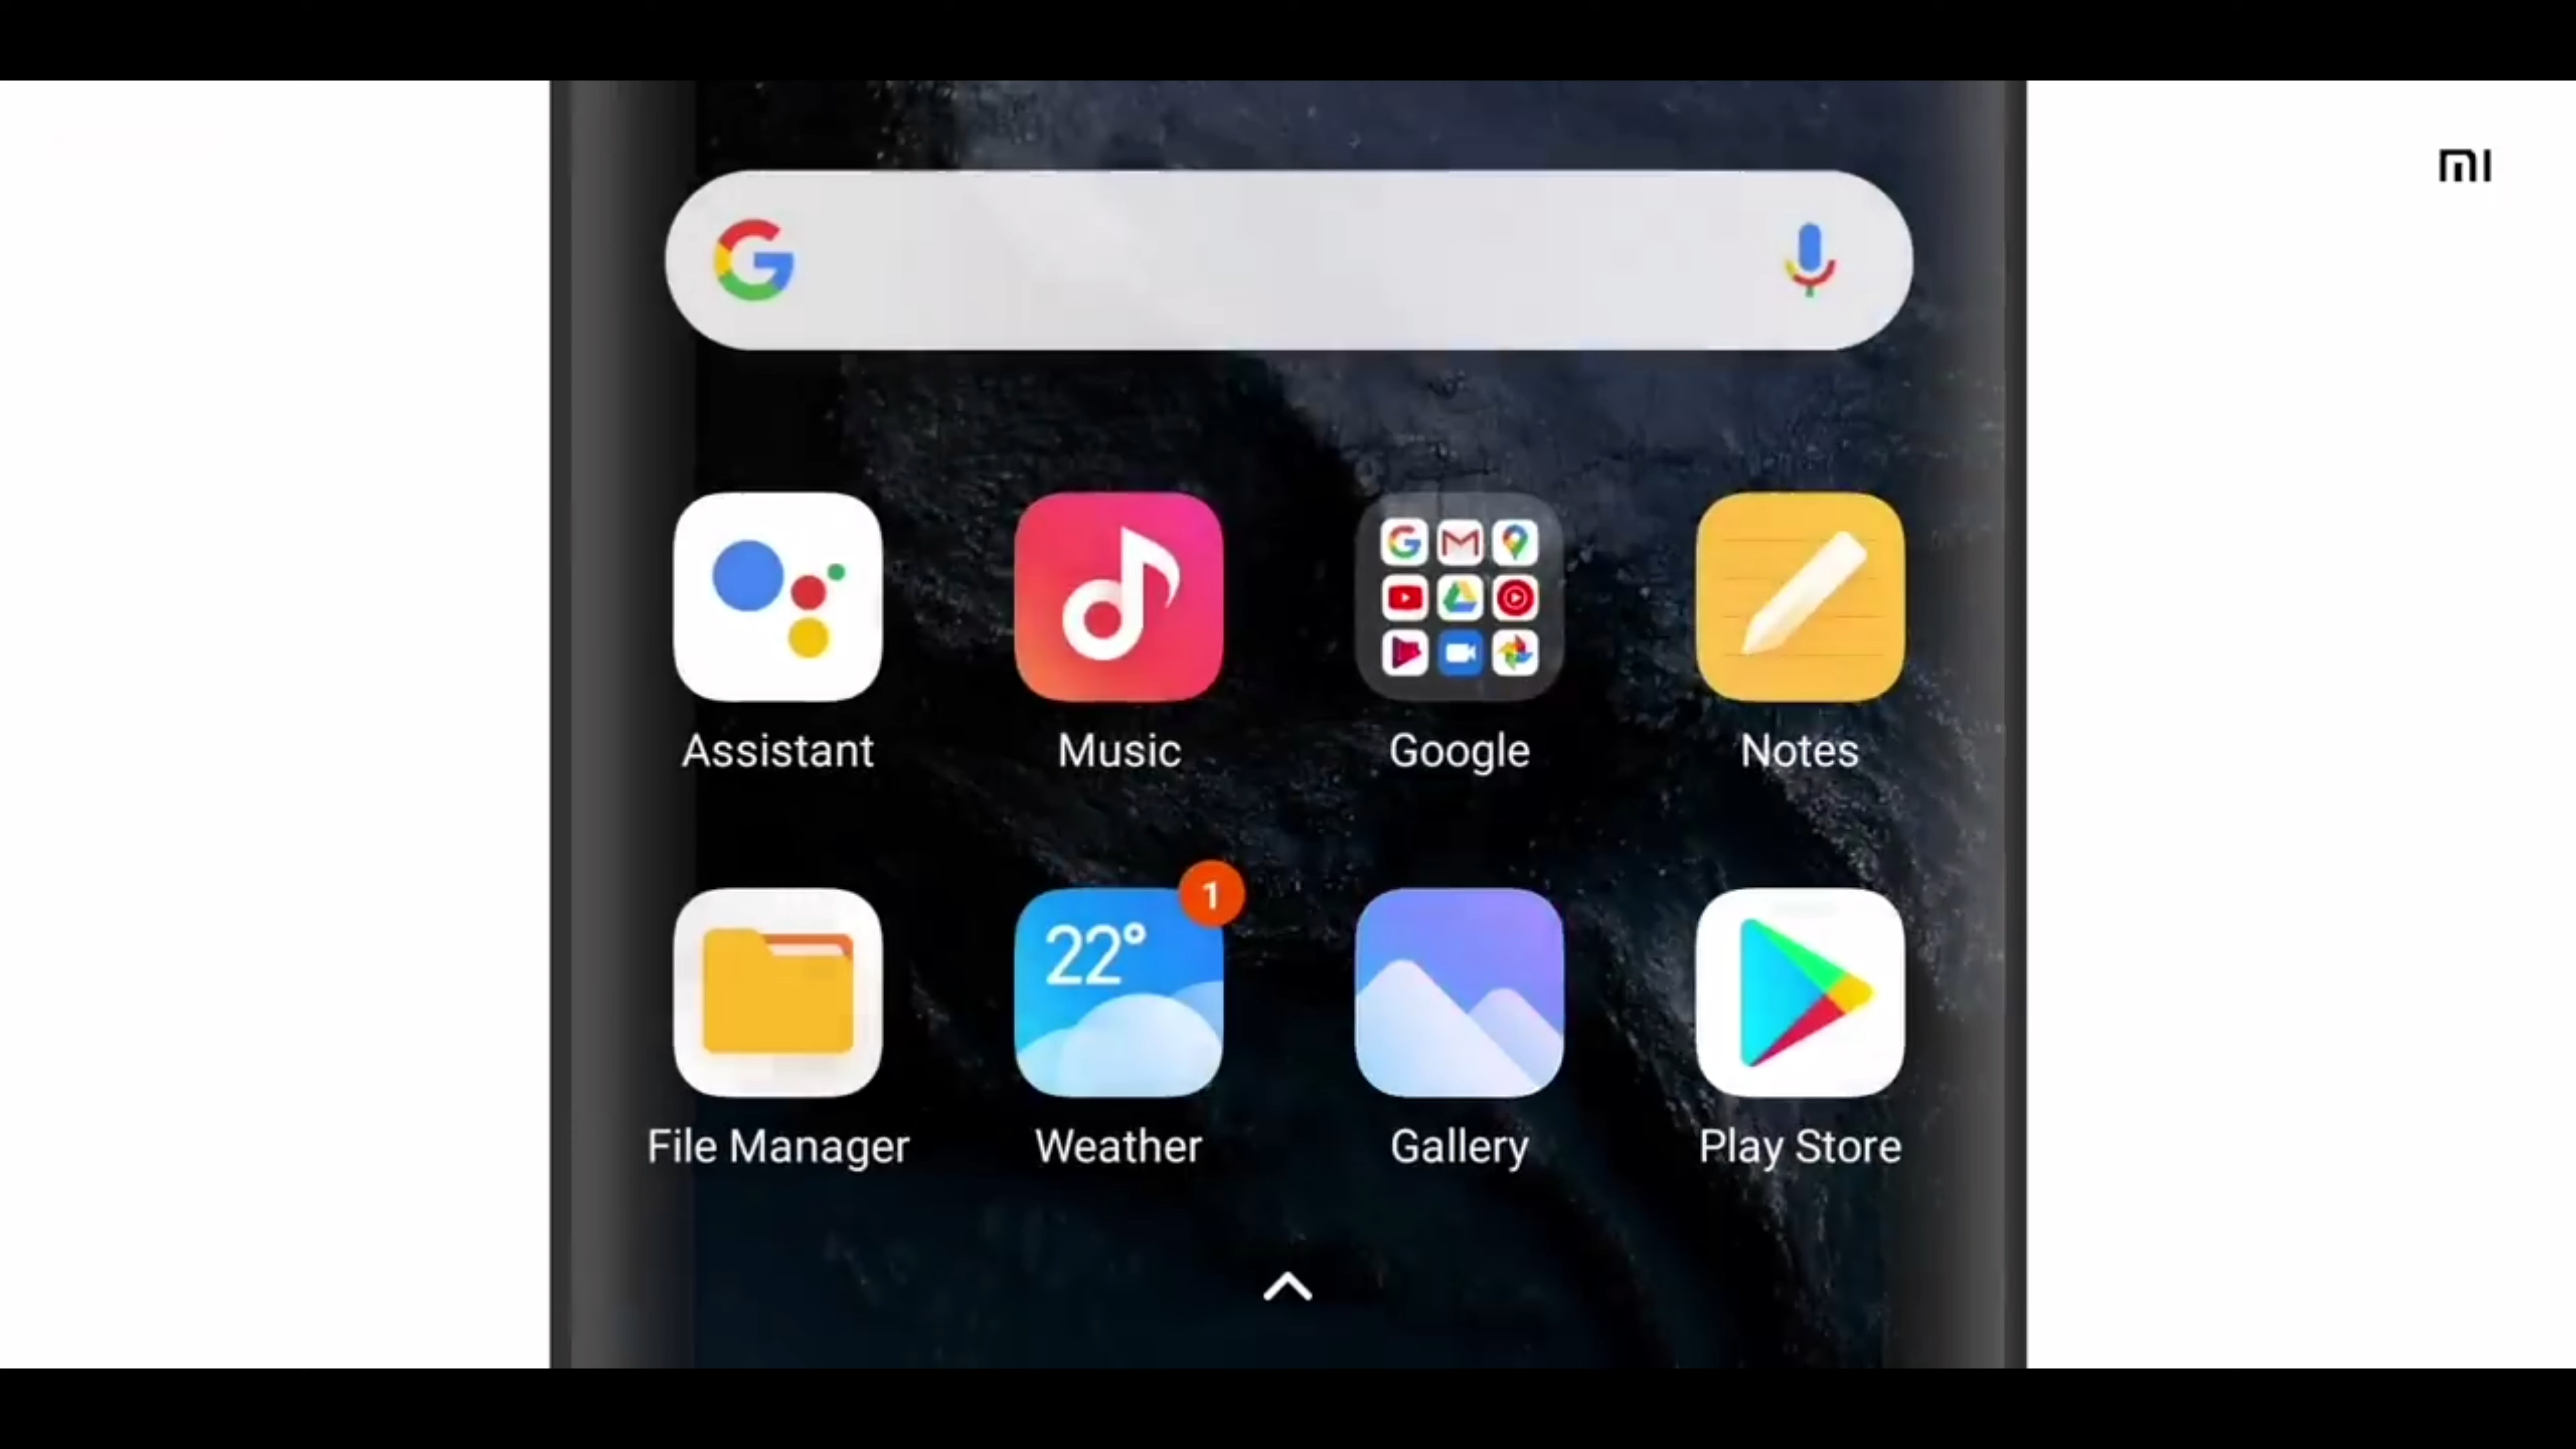 mi
Assistant Music Google Notes
1
22°
File Manager Weather Gallery Play Store